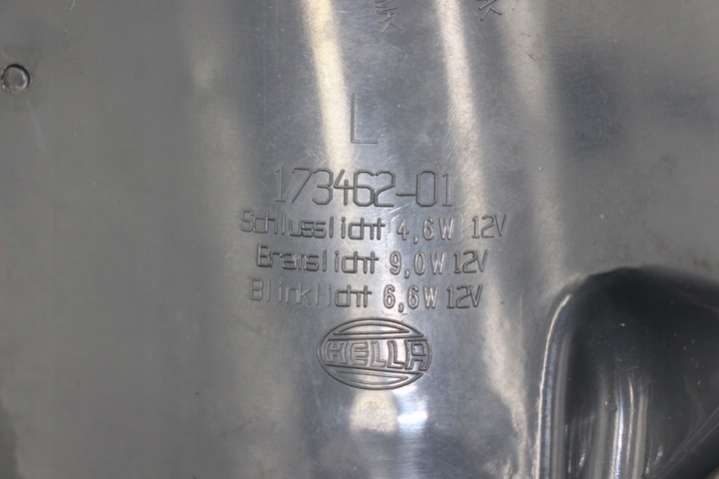 L
173462-01
Schlusslicht 4,6W 12V
Bremslicht 9,0W 12V
Blinklicht 6,6W 12V
HELLA